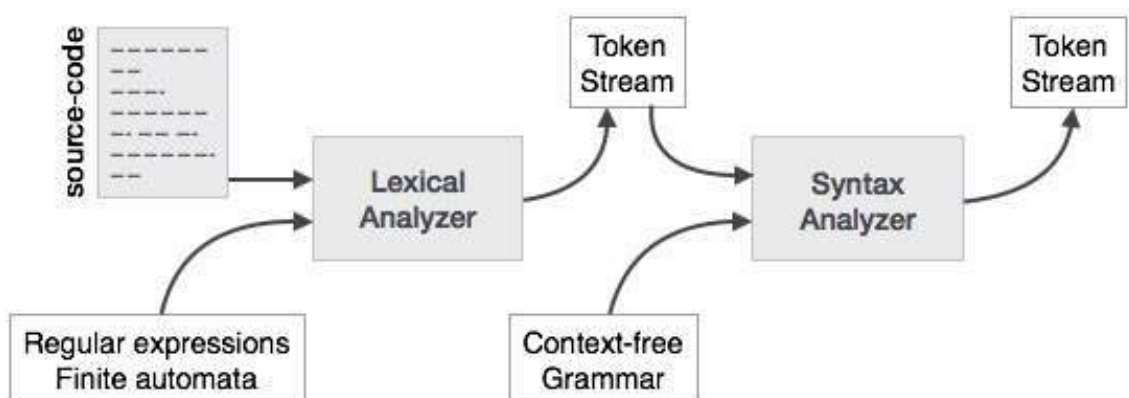 source-code
Token
Stream
Token
Stream
Lexical
Analyzer
Syntax
Analyzer
Regular expressions
Finite automata
Context-free
Grammar